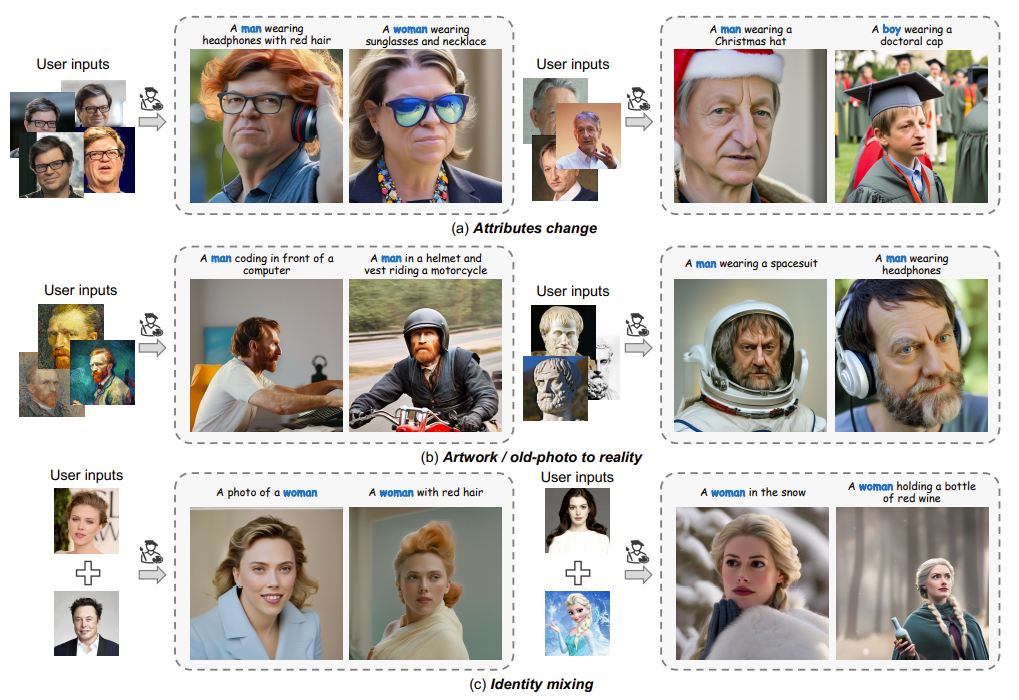 A man wearing
headphones with red hair
A woman wearing
sunglasses and necklace
A man wearing a
Christmas hat
A boy wearing a
doctoral cap
User inputs
User inputs
(a) Attributes change
A man coding in front of a
computer
A man in a helmet and
vest riding a motorcycle
A man wearing a spacesuit
A man wearing
headphones
User inputs
User inputs
(b) Artwork / old-photo to reality
User inputs
User inputs
A photo of a woman
A woman with red hair
A woman in the snow
A woman holding a bottle
of red wine
(c) Identity mixing